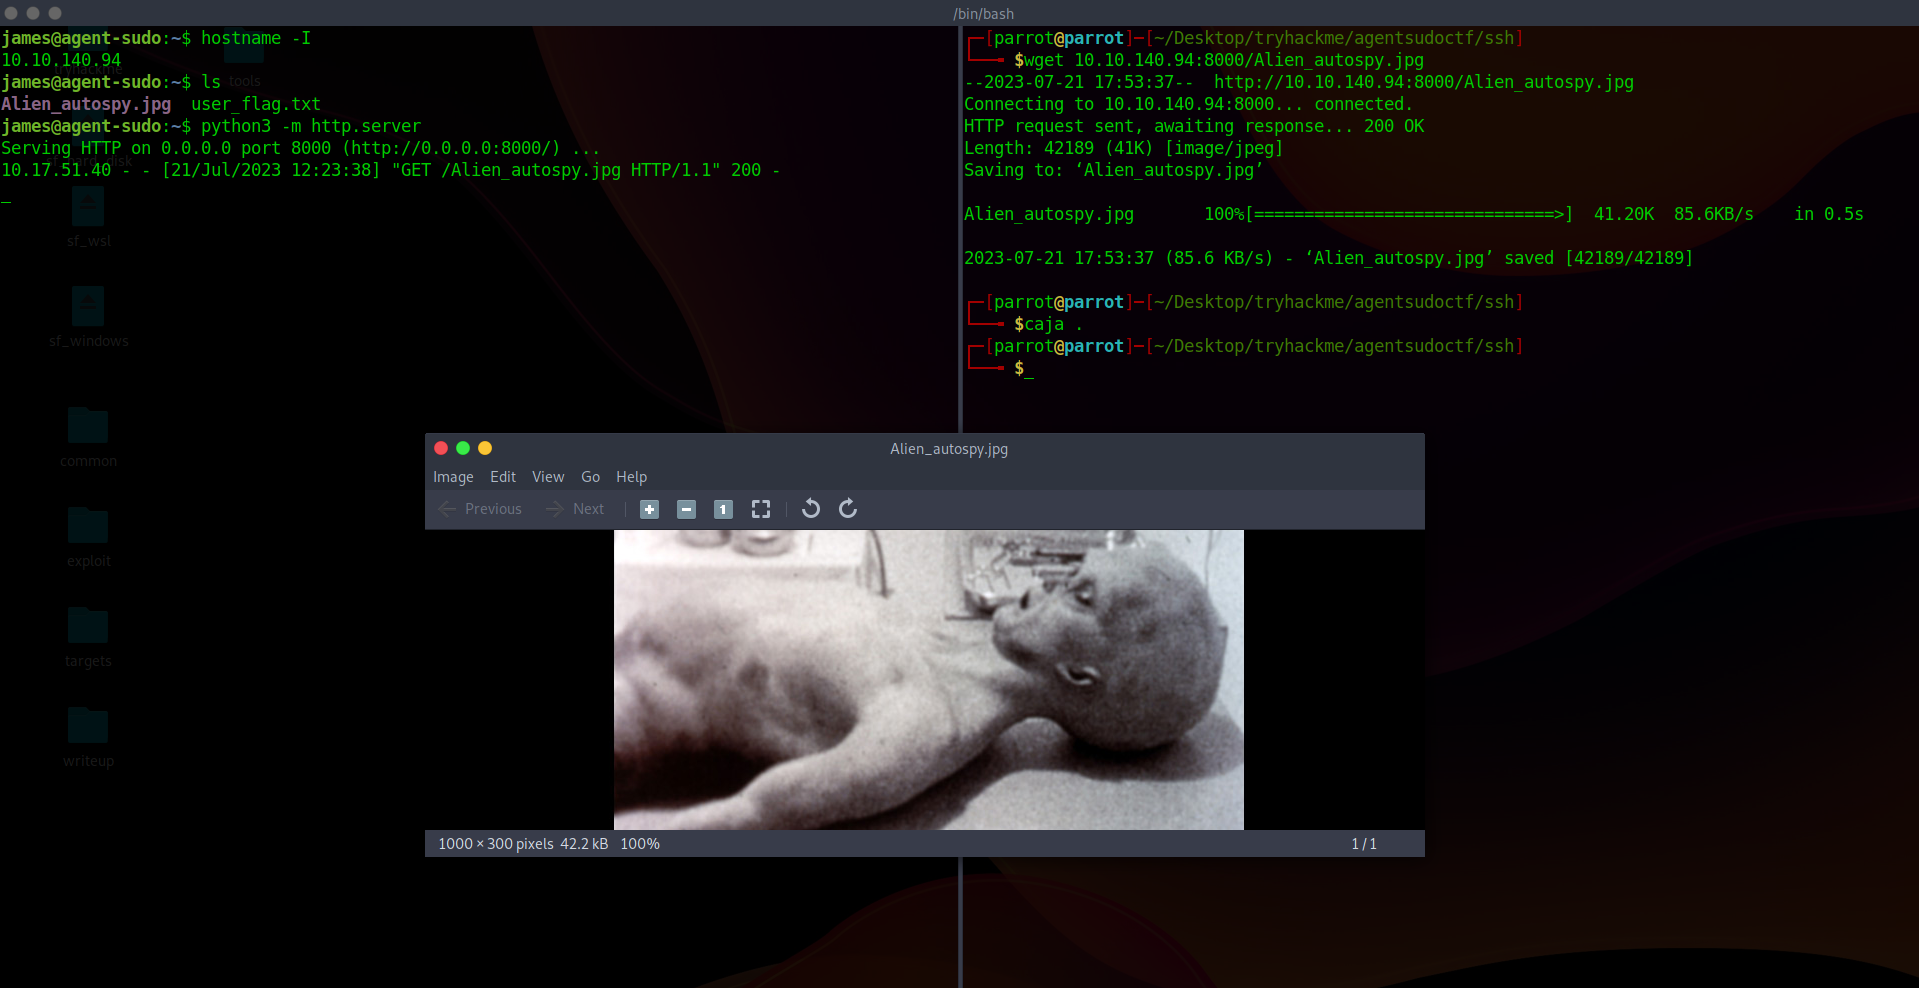 /bin/bash
james@agent-sudo:~$ hostname -I
10.10.140.94
james@agent-sudo:~$ ls
Alien_autospy.jpg  user_flag.txt
james@agent-sudo:~$ python3 -m http.server
Serving HTTP on 0.0.0.0 port 8000 (http://0.0.0.0:8000/) ...
10.17.51.40 - - [21/Jul/2023 12:23:38] "GET /Alien_autospy.jpg HTTP/1.1" 200 -
_
tools
sf_wsl
sf_windows
common
exploit
targets
writeup
[parrot@parrot]─[~/Desktop/tryhackme/agentsudoctf/ssh]
$wget 10.10.140.94:8000/Alien_autospy.jpg
--2023-07-21 17:53:37--  http://10.10.140.94:8000/Alien_autospy.jpg
Connecting to 10.10.140.94:8000... connected.
HTTP request sent, awaiting response... 200 OK
Length: 42189 (41K) [image/jpeg]
Saving to: ‘Alien_autospy.jpg’
Alien_autospy.jpg       100%[==============================>]  41.20K  85.6KB/s    in 0.5s
2023-07-21 17:53:37 (85.6 KB/s) - ‘Alien_autospy.jpg’ saved [42189/42189]
[parrot@parrot]─[~/Desktop/tryhackme/agentsudoctf/ssh]
$caja .
[parrot@parrot]─[~/Desktop/tryhackme/agentsudoctf/ssh]
$_
Alien_autospy.jpg
Image Edit View Go Help
Previous Next 1
1000 × 300 pixels 42.2 kB 100% 1 / 1